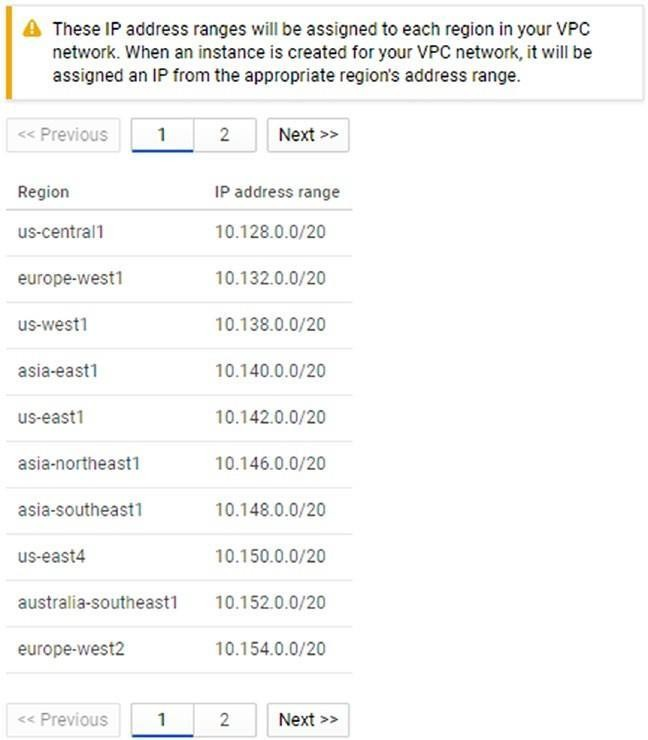 These IP address ranges will be assigned to each region in your VPC
network. When an instance is created for your VPC network, it will be
assigned an IP from the appropriate region's address range.
<< Previous 1 2 Next >>
Region IP address range
us-central1 10.128.0.0/20
europe-west1 10.132.0.0/20
us-west1 10.138.0.0/20
asia-east1 10.140.0.0/20
us-east1 10.142.0.0/20
asia-northeast1 10.146.0.0/20
asia-southeast1 10.148.0.0/20
us-east4 10.150.0.0/20
australia-southeast1 10.152.0.0/20
europe-west2 10.154.0.0/20
<< Previous 1 2 Next >>